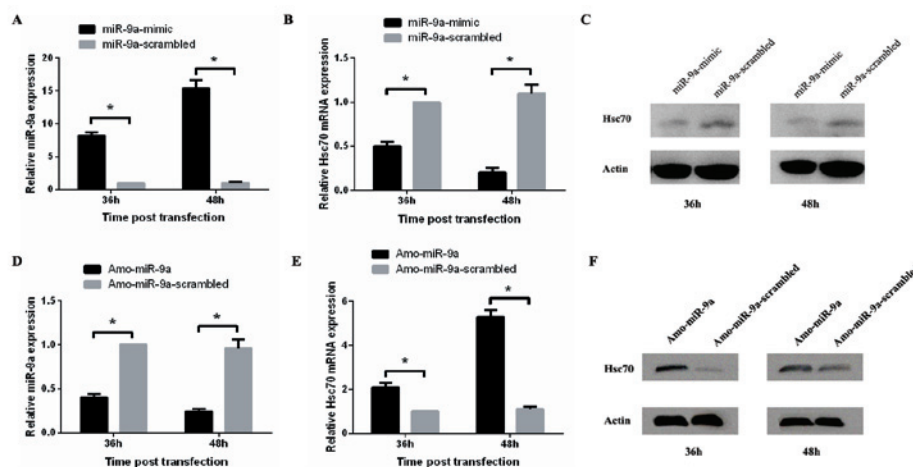 A
miR-9a-mimic
miR-9a-scrambled
Relative miR-9a expression
20
15
10
5
0
*
*
36h
48h
Time post transfection
B
miR-9a-mimic
miR-9a-scrambled
Relative Hsc70 mRNA expression
1.5
1.0
0.5
0.0
*
*
36h
48h
Time post transfection
C
miR-9a-mimic
miR-9a-scrambled
miR-9a-mimic
miR-9a-scrambled
Hsc70
Actin
36h
48h
D
Amo-miR-9a
Amo-miR-9a-scrambled
Relative miR-9a expression
1.5
1.0
0.5
0.0
*
*
36h
48h
Time post transfection
E
Amo-miR-9a
Amo-miR-9a-scrambled
Relative Hsc70 mRNA expression
6
4
2
0
*
*
36h
48h
Time post transfection
F
Amo-miR-9a
Amo-miR-9a-scrambled
Amo-miR-9a
Amo-miR-9a-scrambled
Hsc70
Actin
36h
48h